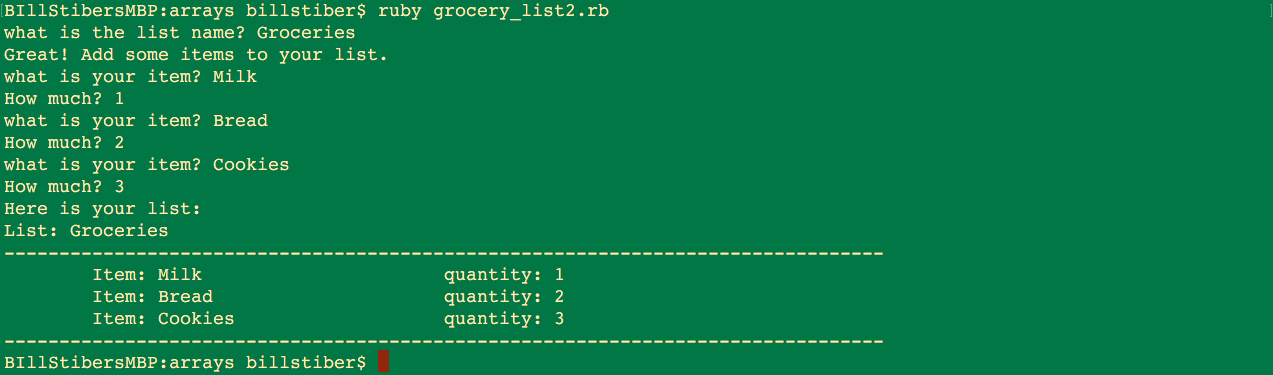 BIllStibersMBP:arrays billstiber$ ruby grocery_list2.rb
what is the list name? Groceries
Great! Add some items to your list.
what is your item? Milk
How much? 1
what is your item? Bread
How much? 2
what is your item? Cookies
How much? 3
Here is your list:
List: Groceries
--------------------------------------------------------------------------------
        Item: Milk                      quantity: 1
        Item: Bread                     quantity: 2
        Item: Cookies                   quantity: 3
--------------------------------------------------------------------------------
BIllStibersMBP:arrays billstiber$